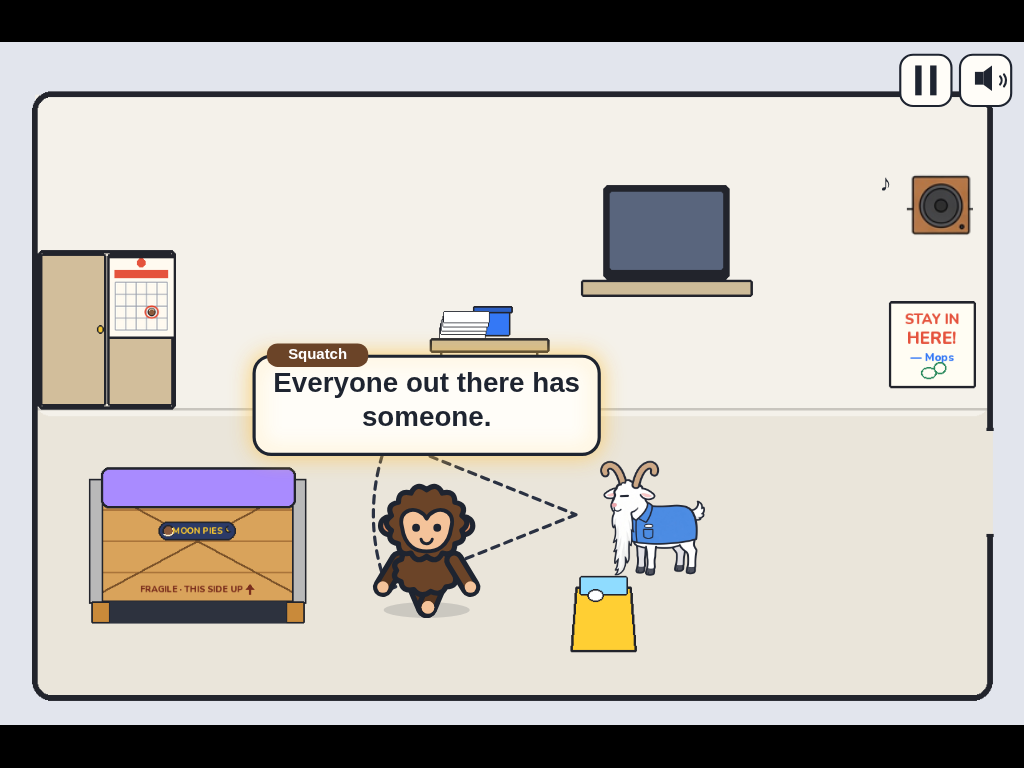 STAY IN
HERE!
— Mops
Squatch
Everyone out there has
someone.
MOON PIES
FRAGILE · THIS SIDE UP